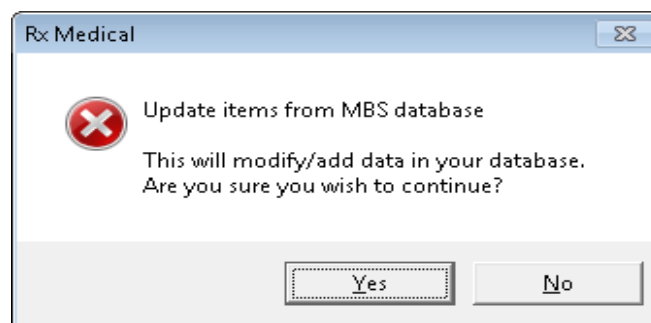 Rx Medical
Update items from MBS database
This will modify/add data in your database.
Are you sure you wish to continue?
Yes
No